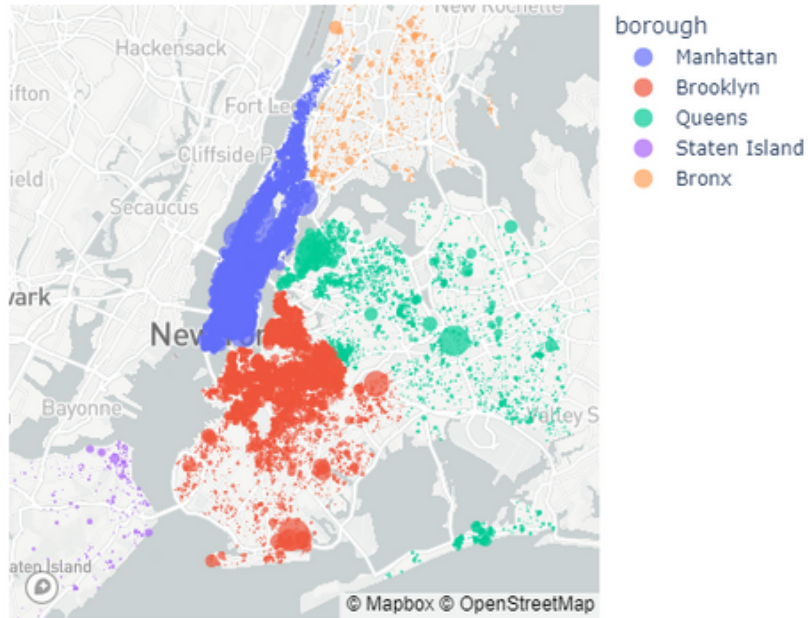 New Rochelle
borough
Hackensack
Manhattan
ifton
Brooklyn
Fort Lee
Queens
Cliffside P
Staten Island
ield
Bronx
Secaucus
vark
New York
Bayonne
Valley S
aten Island
© Mapbox © OpenStreetMap